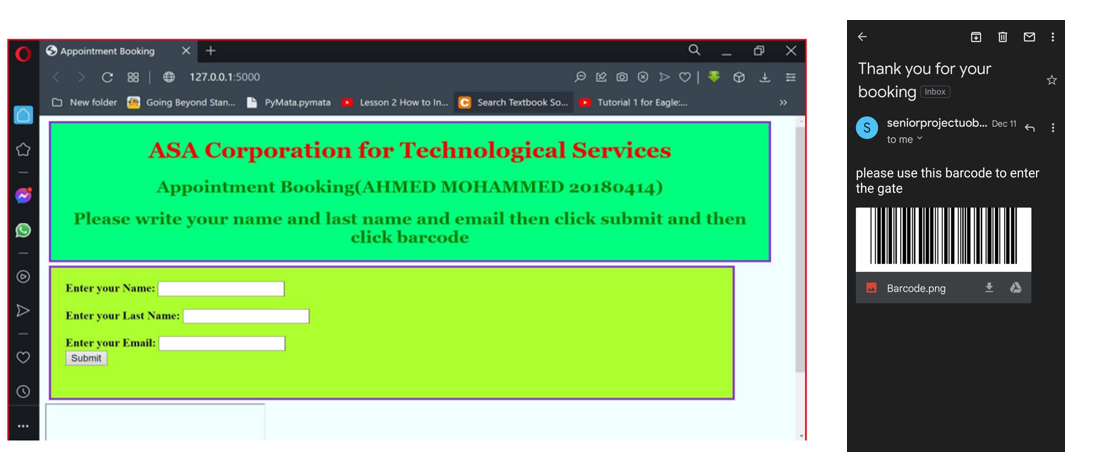 Appointment Booking
127.0.0.1:5000
New folder Going Beyond Stan... PyMata.pymata Lesson 2 How to In... Search Textbook So... Tutorial 1 for Eagle:...
ASA Corporation for Technological Services
Appointment Booking(AHMED MOHAMMED 20180414)
Please write your name and last name and email then click submit and then
click barcode
Enter your Name:
Enter your Last Name:
Enter your Email:
Submit
Thank you for your
booking Inbox
S
seniorprojectuob... Dec 11
to me
please use this barcode to enter
the gate
Barcode.png